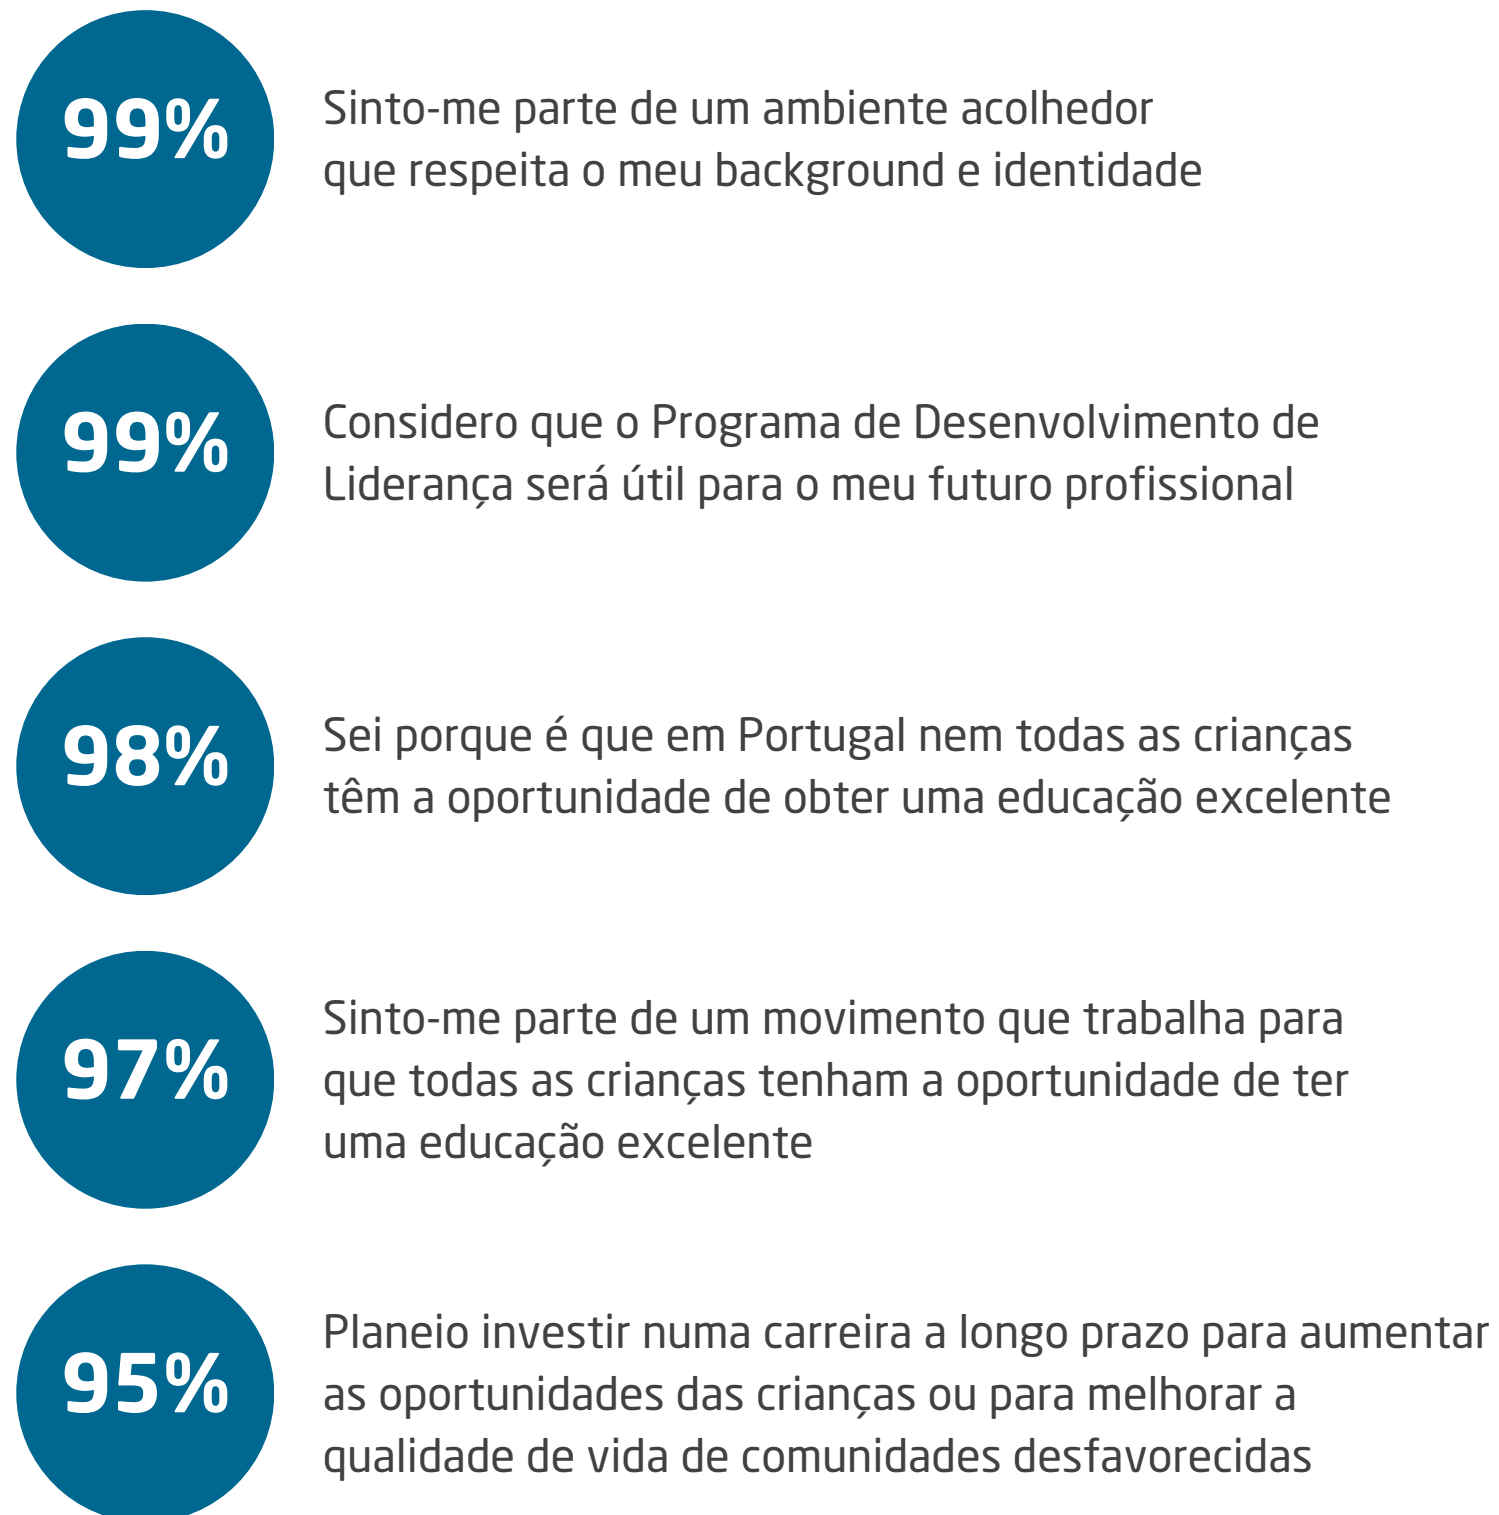 99%
Sinto-me parte de um ambiente acolhedor
que respeita o meu background e identidade
99%
Considero que o Programa de Desenvolvimento de
Liderança será útil para o meu futuro profissional
98%
Sei porque é que em Portugal nem todas as crianças
têm a oportunidade de obter uma educação excelente
97%
Sinto-me parte de um movimento que trabalha para
que todas as crianças tenham a oportunidade de ter
uma educação excelente
95%
Planeio investir numa carreira a longo prazo para aumentar
as oportunidades das crianças ou para melhorar a
qualidade de vida de comunidades desfavorecidas